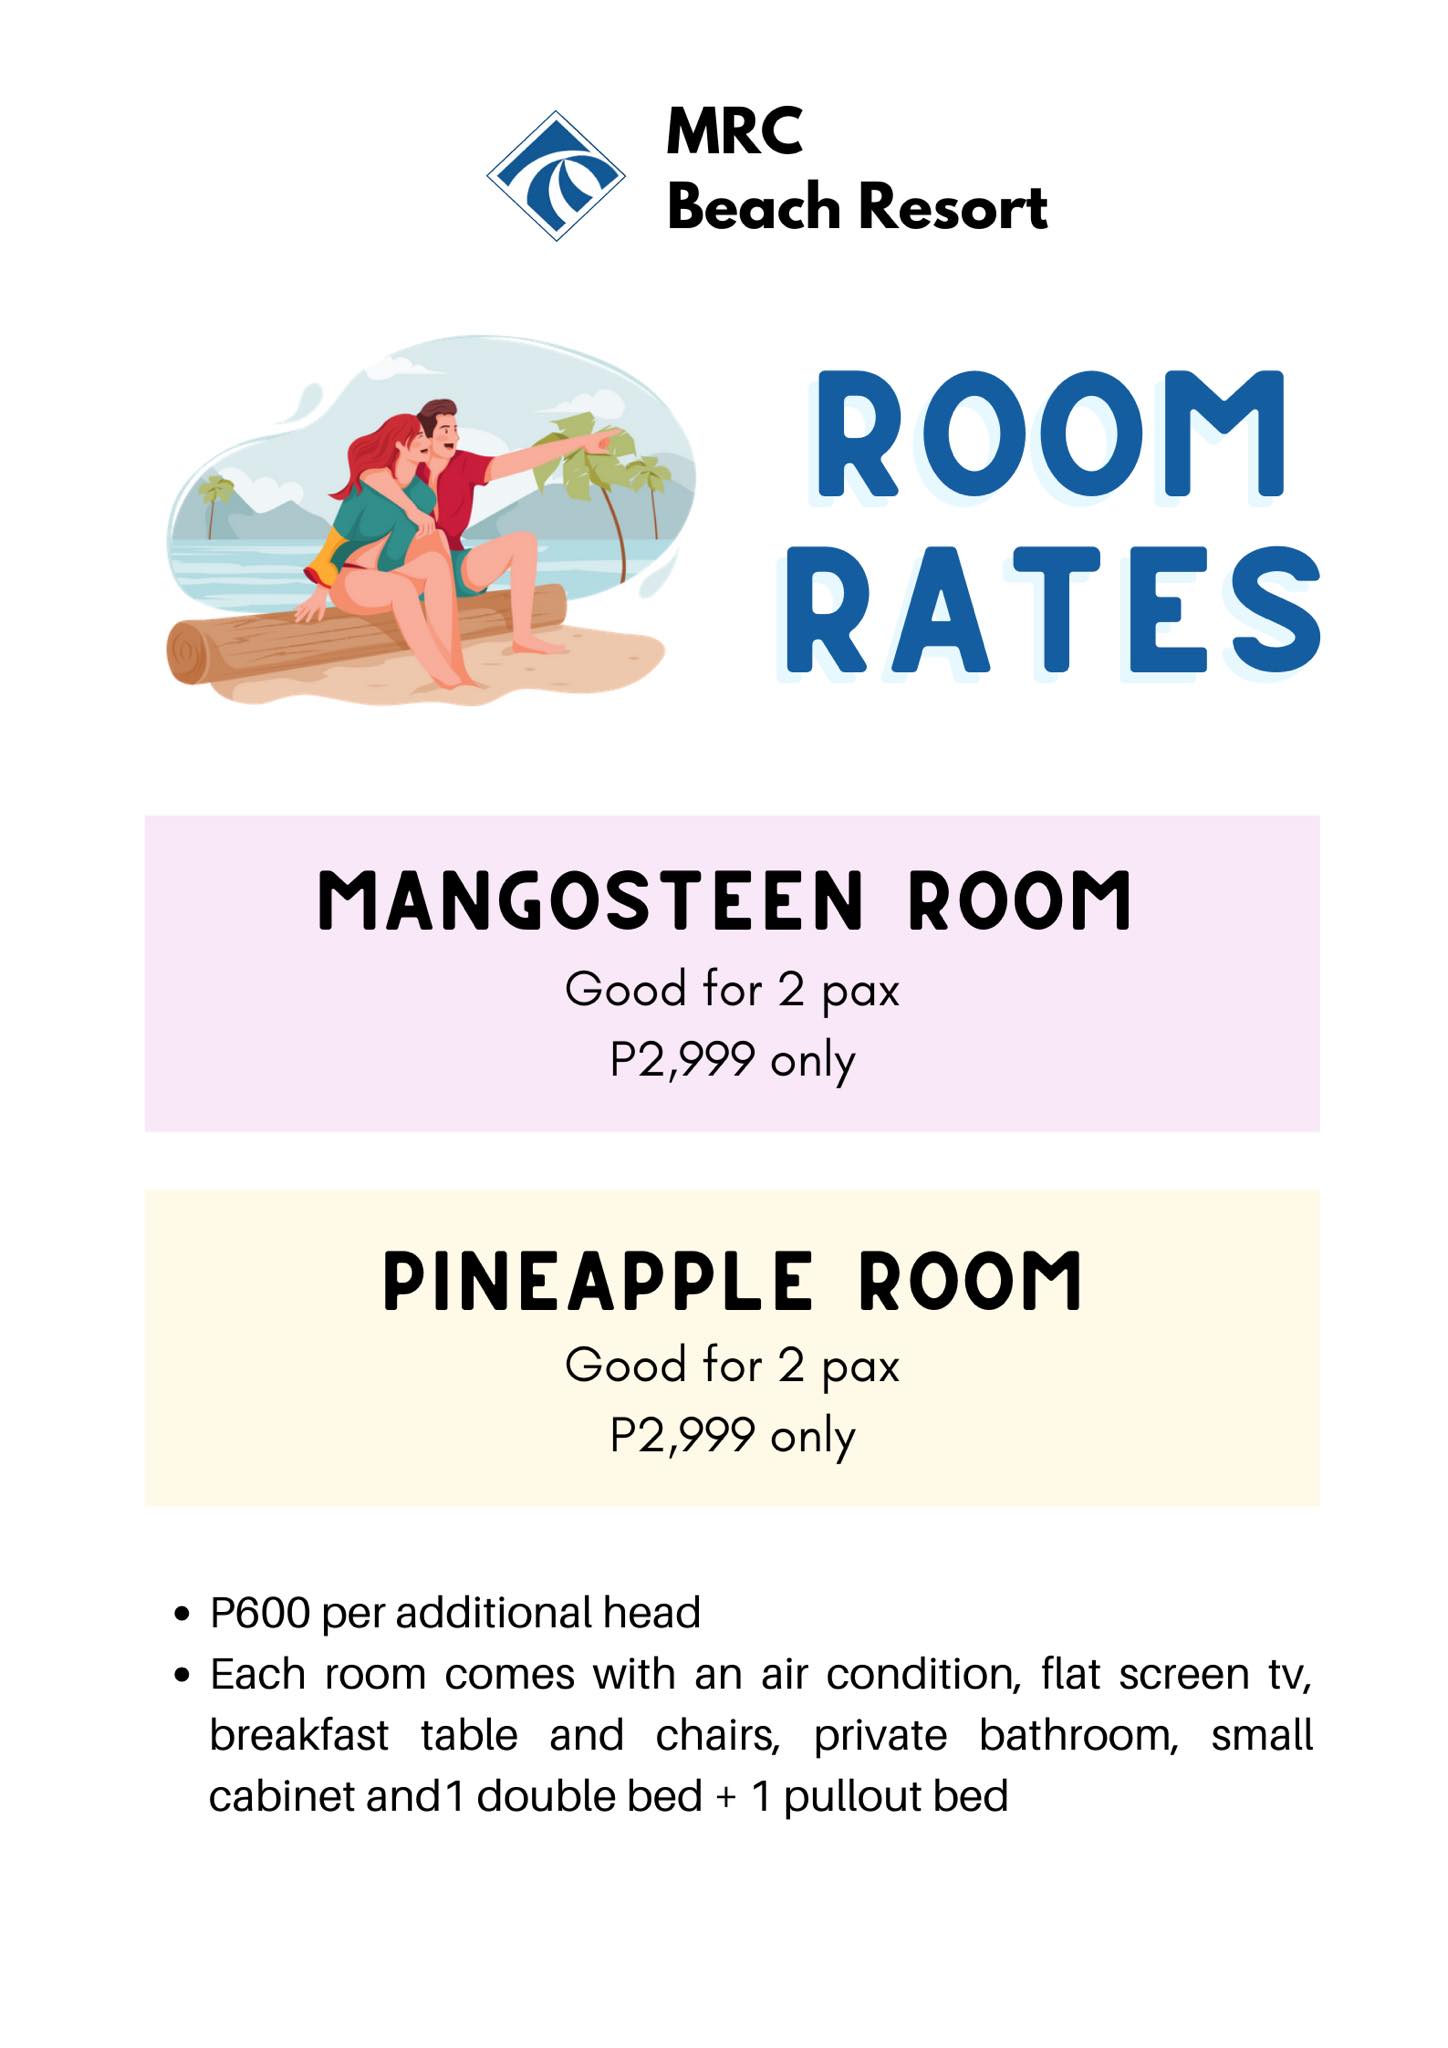 MRC
Beach Resort
ROOM
RATES
MANGOSTEEN ROOM
Good for 2 pax
P2,999 only
PINEAPPLE ROOM
Good for 2 pax
P2,999 only
• P600 per additional head
• Each room comes with an air condition, flat screen tv,
breakfast table and chairs, private bathroom, small
cabinet and1 double bed + 1 pullout bed